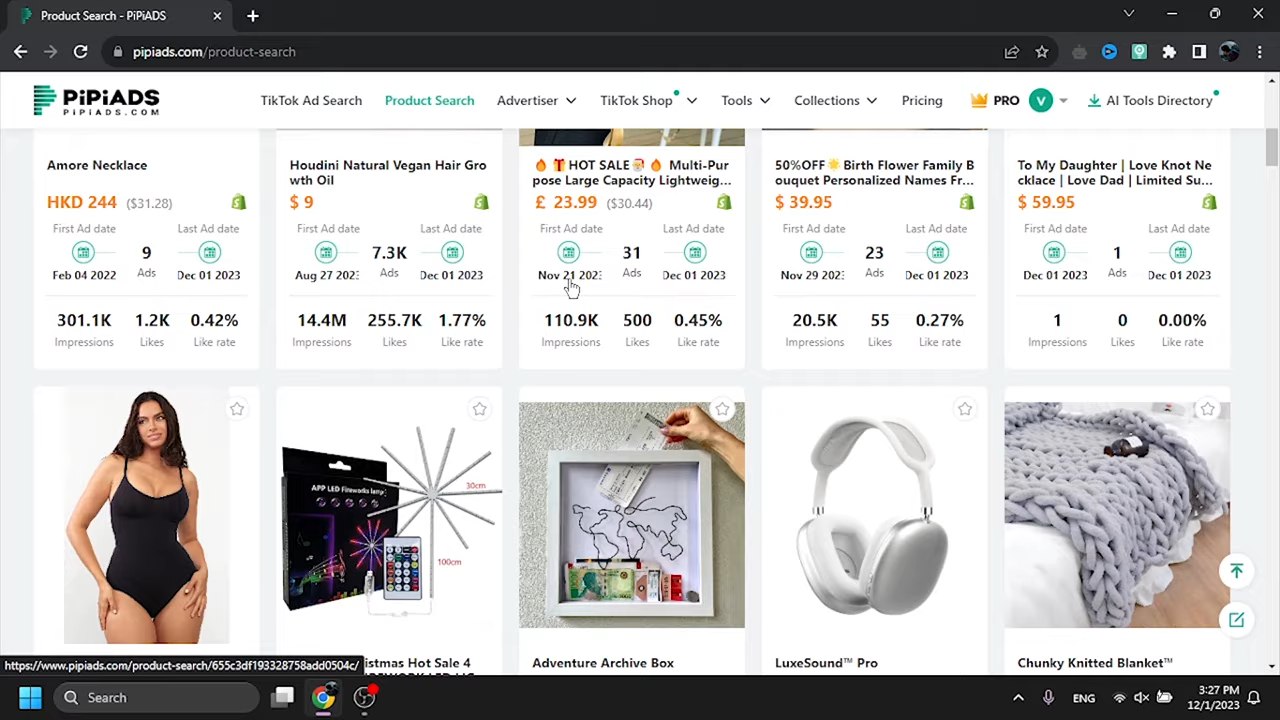 Product Search - PiPiADS
pipiads.com/product-search
PiPiADS
PIPIADS.COM
TikTok Ad Search
Product Search
Advertiser
TikTok Shop
Tools
Collections
Pricing
PRO
V
AI Tools Directory
Amore Necklace
HKD 244 ($31.28)
First Ad date
Last Ad date
9
Ads
Feb 04 2022
Dec 01 2023
301.1K
1.2K
0.42%
Impressions
Likes
Like rate
Houdini Natural Vegan Hair Gro
wth Oil
$ 9
First Ad date
Last Ad date
7.3K
Ads
Aug 27 202
Dec 01 2023
14.4M
255.7K
1.77%
Impressions
Likes
Like rate
🔥 🎁HOT SALE🎅 🔥 Multi-Pur
pose Large Capacity Lightweig...
£ 23.99 ($30.44)
First Ad date
Last Ad date
31
Ads
Nov 21 202
Dec 01 2023
110.9K
500
0.45%
Impressions
Likes
Like rate
50%OFF🌟Birth Flower Family B
ouquet Personalized Names Fr...
$ 39.95
First Ad date
Last Ad date
23
Ads
Nov 29 202
Dec 01 2023
20.5K
55
0.27%
Impressions
Likes
Like rate
To My Daughter | Love Knot Ne
cklace | Love Dad | Limited Su...
$ 59.95
First Ad date
Last Ad date
1
Ads
Dec 01 2023
Dec 01 2023
1
0
0.00%
Impressions
Likes
Like rate
APP LED Fireworks lamp
30cm
100cm
https://www.pipiads.com/product-search/655c3df193328758add0504c/
ristmas Hot Sale 4
Adventure Archive Box
LuxeSound™ Pro
Chunky Knitted Blanket™
Search
ENG
3:27 PM
12/1/2023